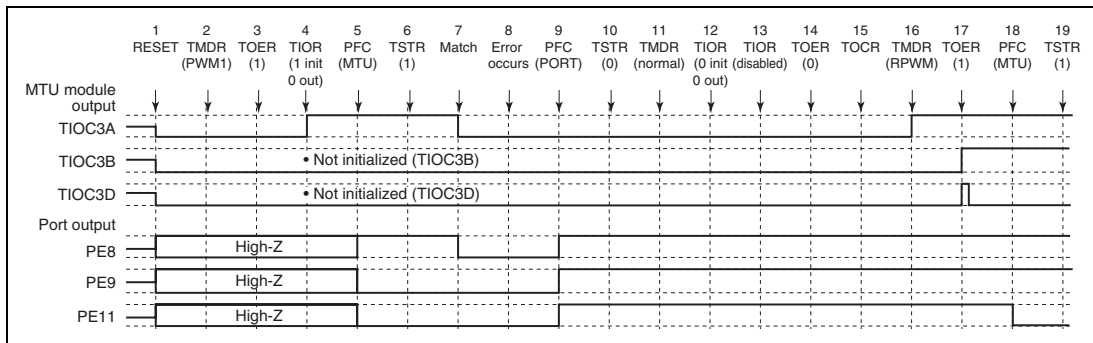 1 2 3 4 5 6 7 8 9 10 11 12 13 14 15 16 17 18 19
RESET TMDR TOER TIOR PFC TSTR Match Error PFC TSTR TMDR TIOR TIOR TOER TOCR TMDR TOER PFC TSTR
(PWM1) (1) (1 init (MTU) (1) occurs (PORT) (0) (normal) (0 init (disabled) (0) (RPWM) (1) (MTU) (1)
0 out) 0 out)
MTU module
output
TIOC3A
TIOC3B • Not initialized (TIOC3B)
TIOC3D • Not initialized (TIOC3D)
Port output
PE8 High-Z
PE9 High-Z
PE11 High-Z